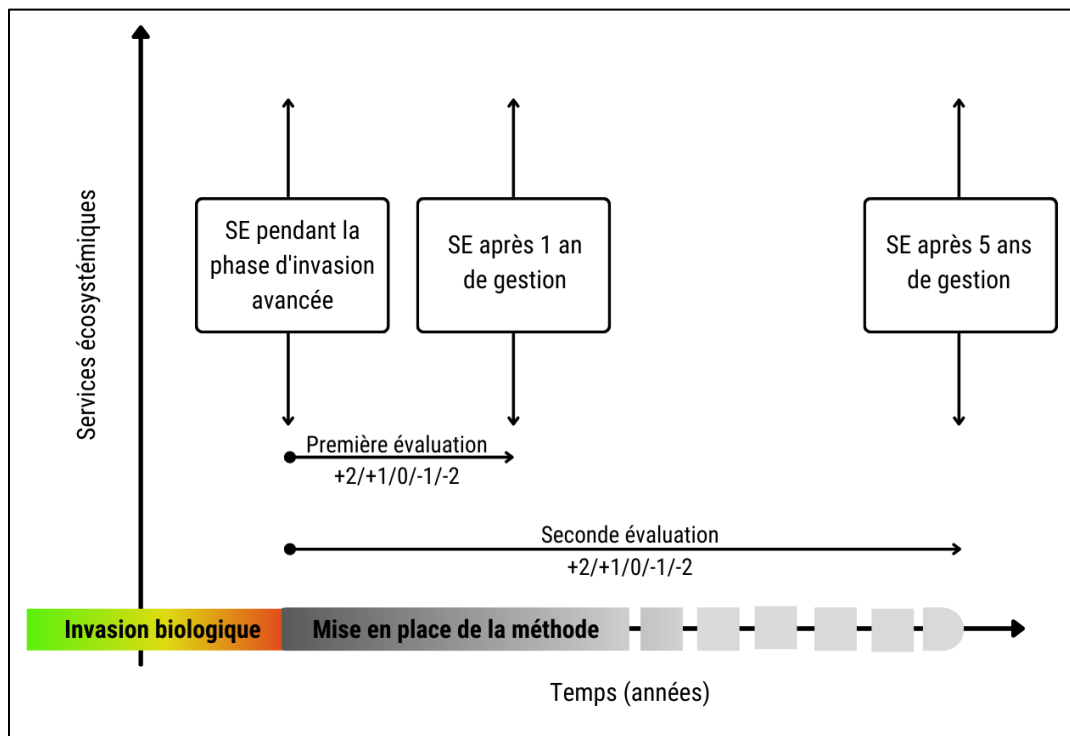 Services écosystémiques
SE pendant la
phase d'invasion
avancée
SE après 1 an
de gestion
SE après 5 ans
de gestion
Première évaluation
+2/+1/0/-1/-2
Seconde évaluation
+2/+1/0/-1/-2
Invasion biologique
Mise en place de la méthode
Temps (années)